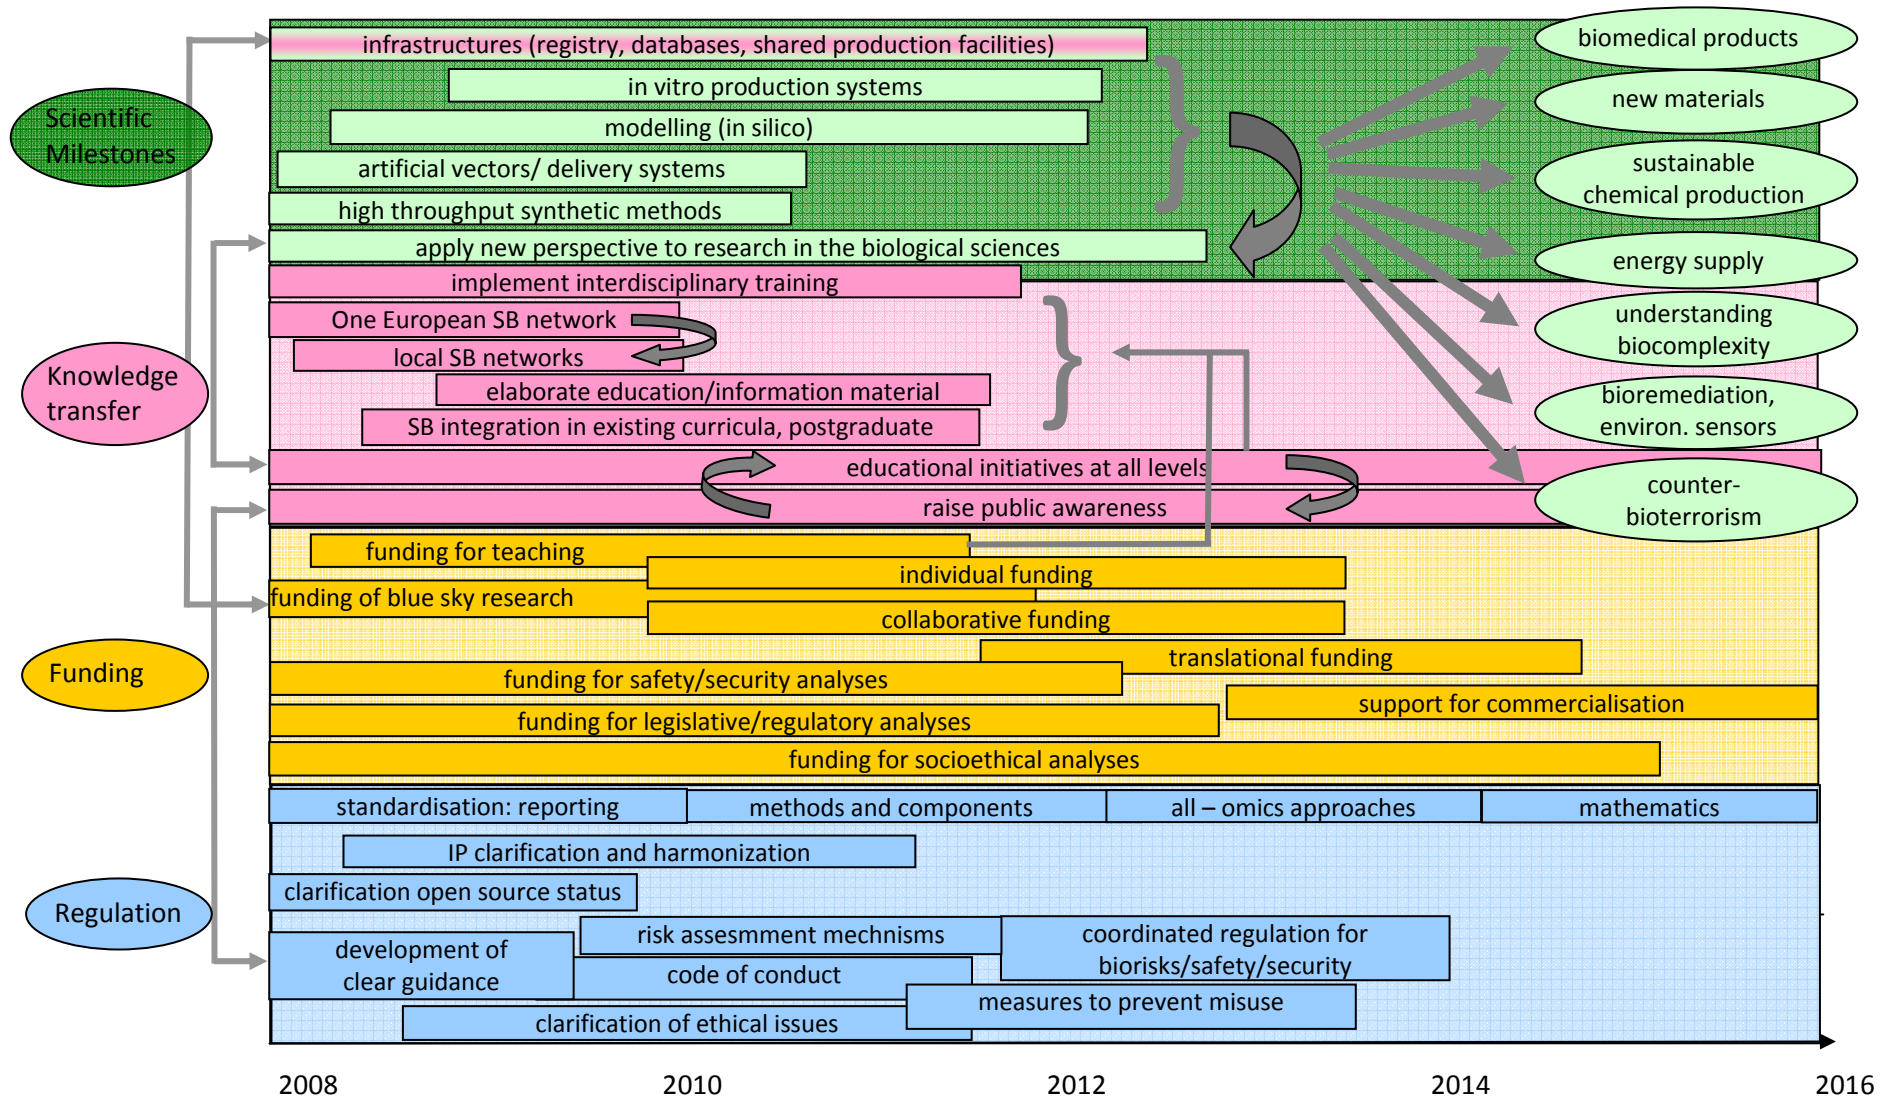 infrastructures (registry, databases, shared production facilities)
in vitro production systems
modelling (in silico)
artificial vectors/ delivery systems
high throughput synthetic methods
apply new perspective to research in the biological sciences
Scientific
Milestones
biomedical products
new materials
sustainable
chemical production
energy supply
understanding
biocomplexity
bioremediation,
environ. sensors
counter-
bioterrorism
implement interdisciplinary training
One European SB network
local SB networks
elaborate education/information material
SB integration in existing curricula, postgraduate
educational initiatives at all levels
raise public awareness
Knowledge
transfer
funding for teaching
individual funding
funding of blue sky research
collaborative funding
translational funding
funding for safety/security analyses
support for commercialisation
funding for legislative/regulatory analyses
funding for socioethical analyses
Funding
standardisation: reporting
methods and components
all – omics approaches
mathematics
IP clarification and harmonization
clarification open source status
Regulation
risk assesmment mechnisms
coordinated regulation for
biorisks/safety/security
development of
clear guidance
code of conduct
measures to prevent misuse
clarification of ethical issues
2008
2010
2012
2014
2016